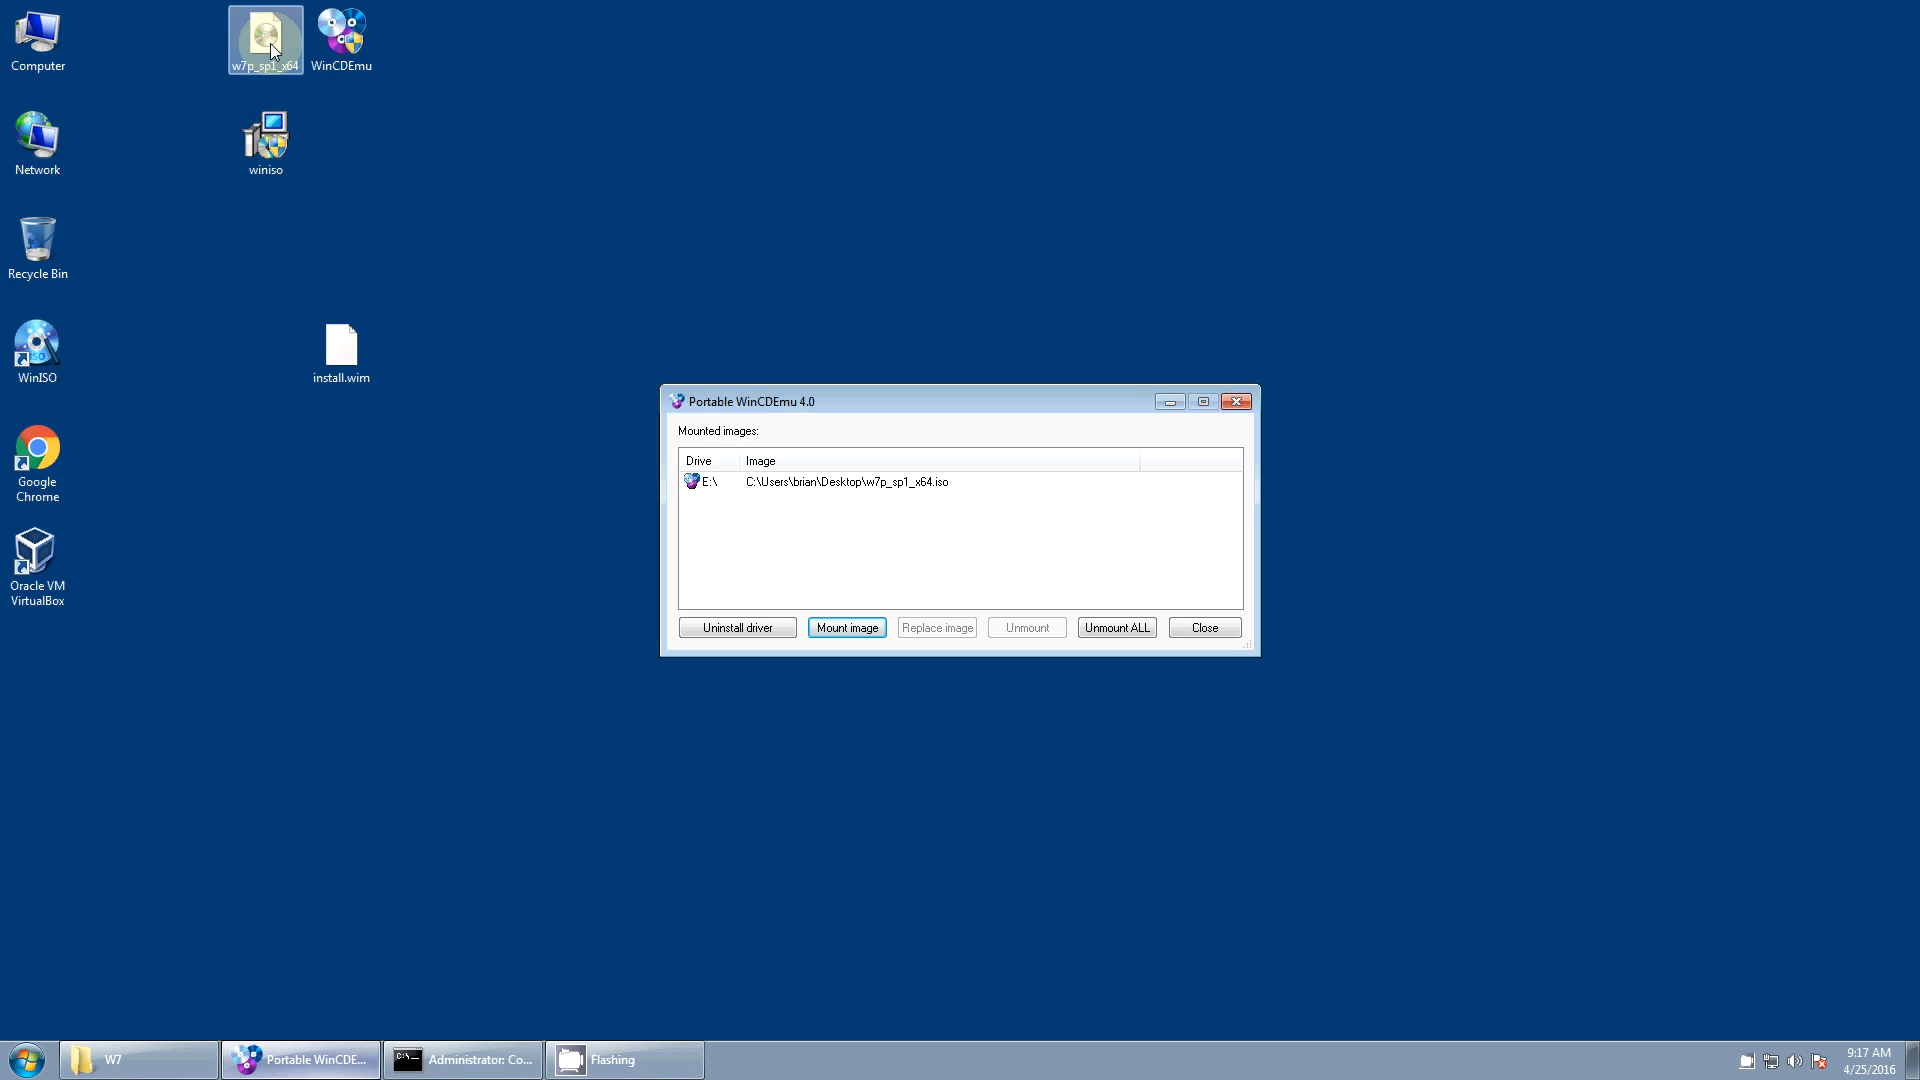 Computer
w7p_sp1_x64
WinCDEmu
Network
winiso
Recycle Bin
WinISO
install.wim
Google
Chrome
Oracle VM
VirtualBox
Portable WinCDEmu 4.0
Mounted images:
Drive Image
E:\ C:\Users\brian\Desktop\w7p_sp1_x64.iso
Uninstall driver Mount image Replace image Unmount Unmount ALL Close
W7
Portable WinCDE...
C:\
Administrator: Co...
Flashing
9:17 AM
4/25/2016